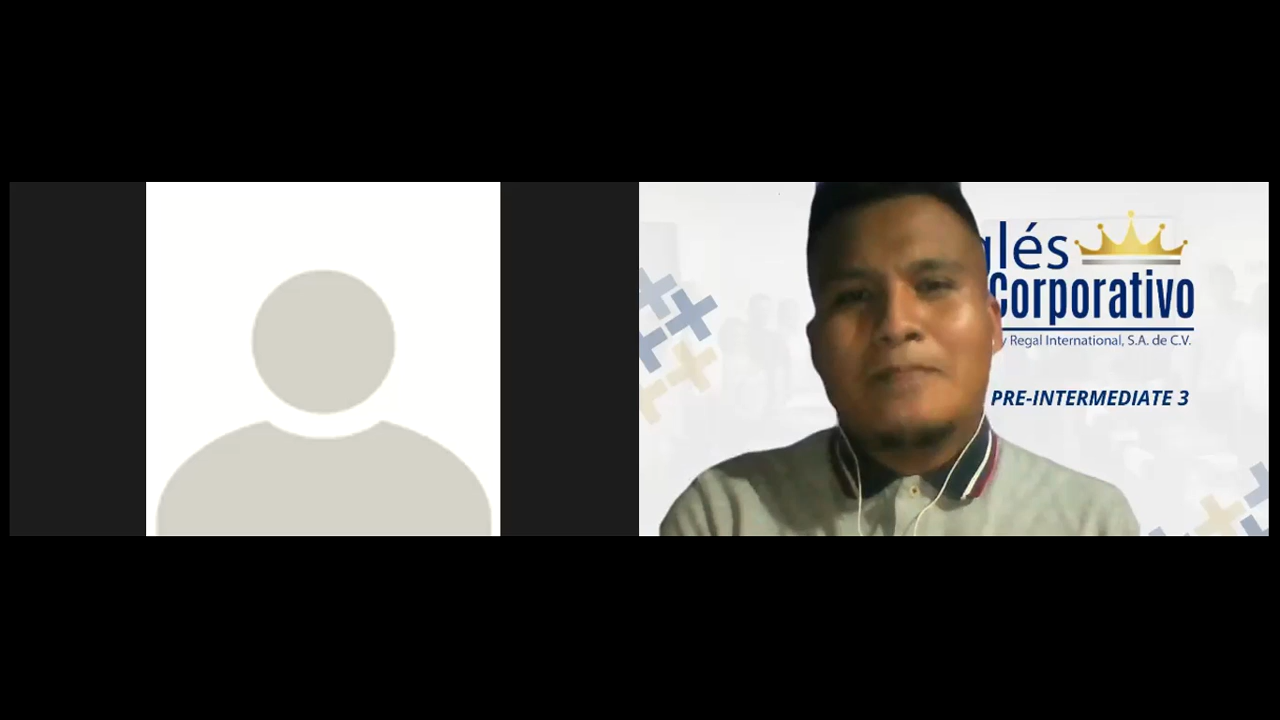 glés
Corporativo
y Regal International, S.A. de C.V.
PRE-INTERMEDIATE 3